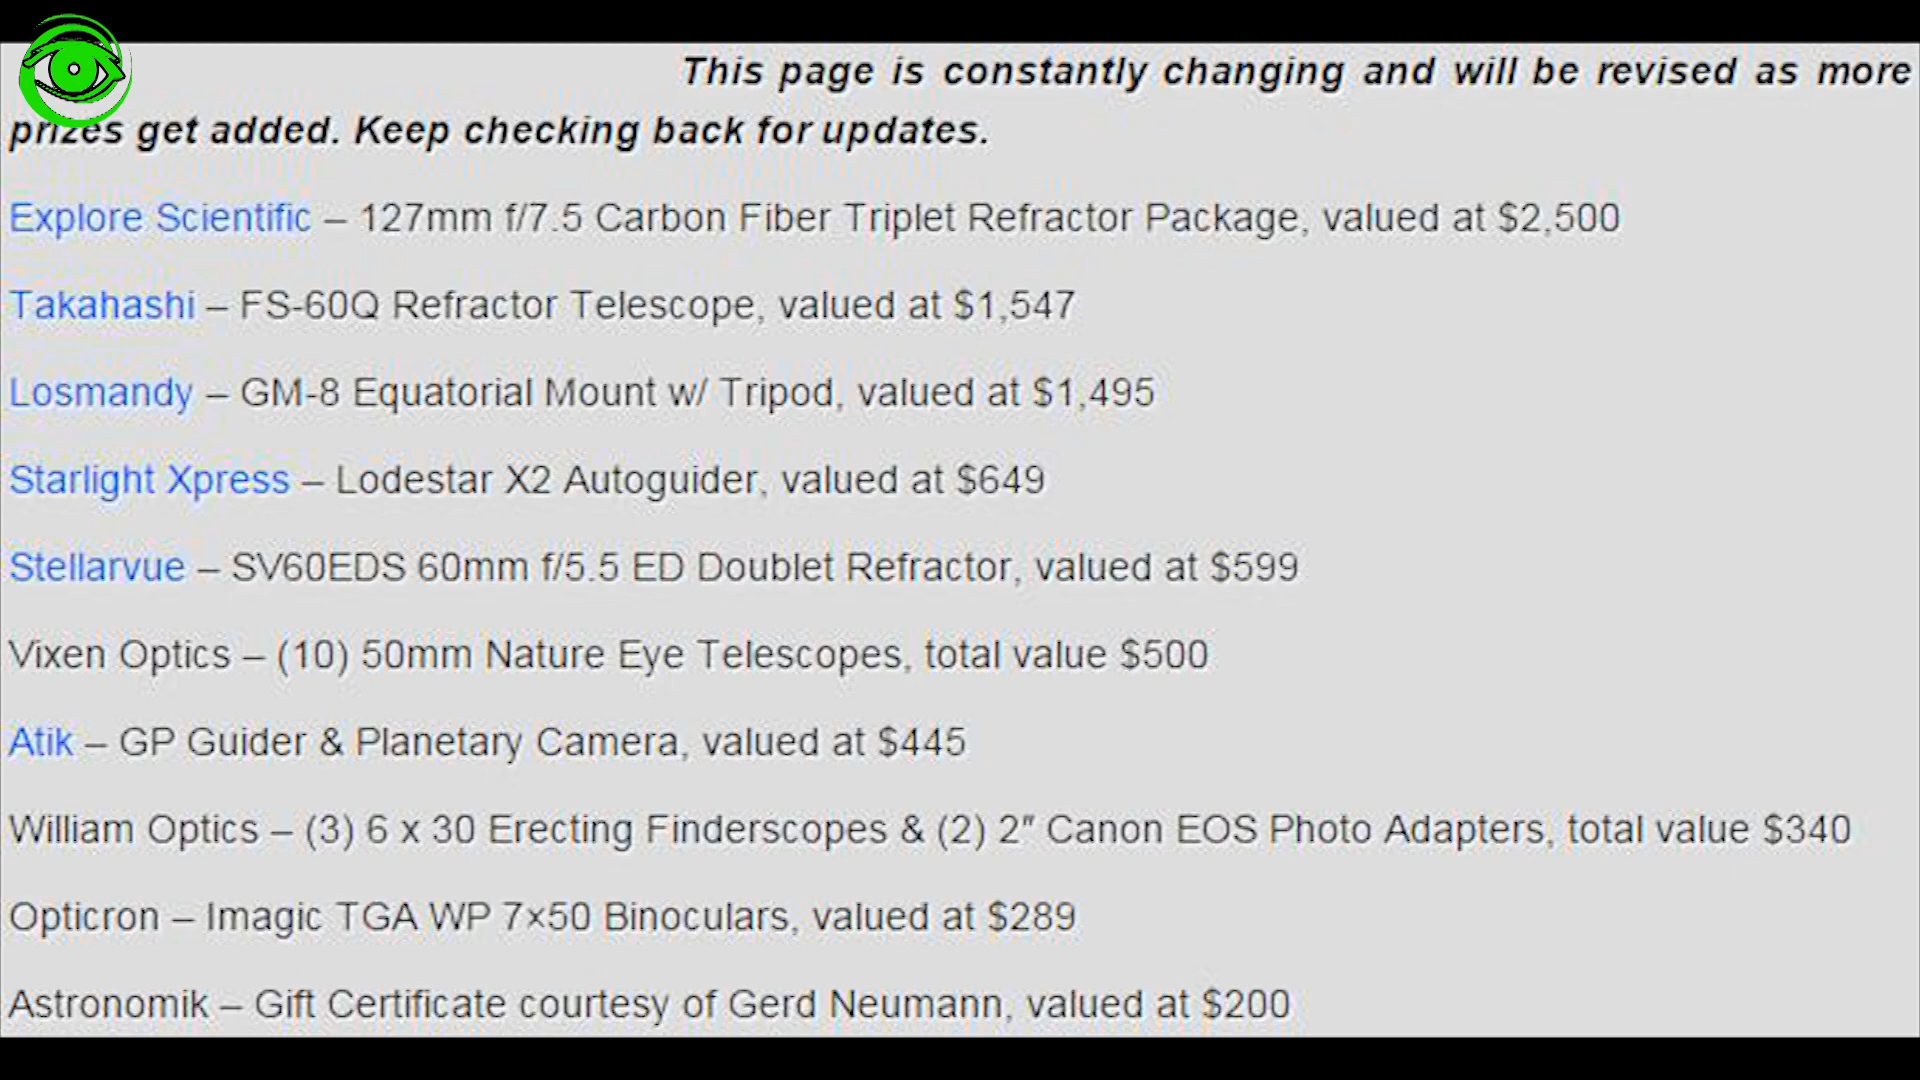 This page is constantly changing and will be revised as more
prizes get added. Keep checking back for updates.
Explore Scientific – 127mm f/7.5 Carbon Fiber Triplet Refractor Package, valued at $2,500
Takahashi – FS-60Q Refractor Telescope, valued at $1,547
Losmandy – GM-8 Equatorial Mount w/ Tripod, valued at $1,495
Starlight Xpress – Lodestar X2 Autoguider, valued at $649
Stellarvue – SV60EDS 60mm f/5.5 ED Doublet Refractor, valued at $599
Vixen Optics – (10) 50mm Nature Eye Telescopes, total value $500
Atik – GP Guider & Planetary Camera, valued at $445
William Optics – (3) 6 x 30 Erecting Finderscopes & (2) 2″ Canon EOS Photo Adapters, total value $340
Opticron – Imagic TGA WP 7×50 Binoculars, valued at $289
Astronomik – Gift Certificate courtesy of Gerd Neumann, valued at $200